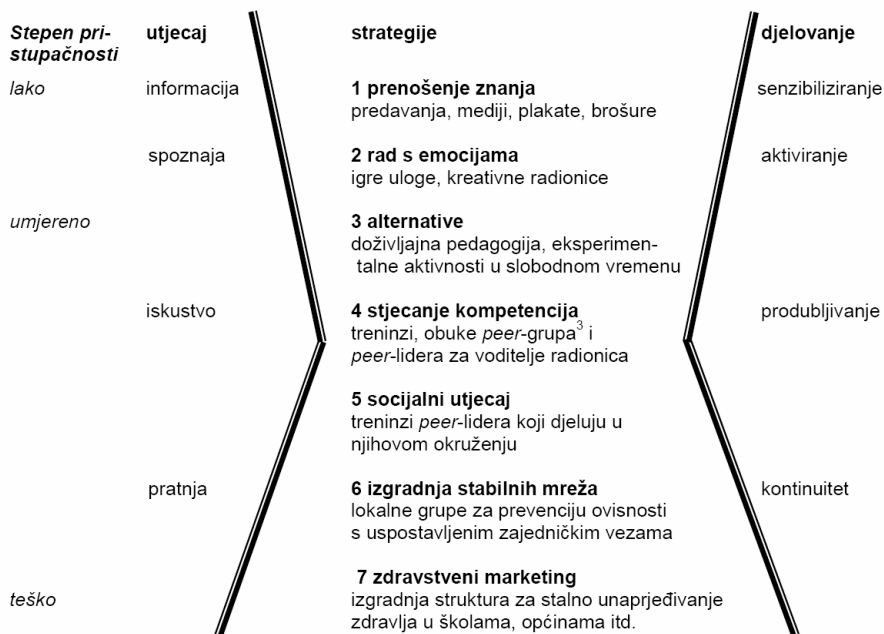 Stepen pri-
stupačnosti
utjecaj
strategije
djelovanje
lako
informacija
1 prenošenje znanja
predavanja, mediji, plakate, brošure
senzibiliziranje
spoznaja
2 rad s emocijama
igre uloge, kreativne radionice
aktiviranje
umjereno
3 alternative
doživljajna pedagogija, eksperimen-
talne aktivnosti u slobodnom vremenu
iskustvo
4 stjecanje kompetencija
treninzi, obuke peer-grupa³ i
peer-lidera za voditelje radionica
produbljivanje
5 socijalni utjecaj
treninzi peer-lidera koji djeluju u
njihovom okruženju
pratnja
6 izgradnja stabilnih mreža
lokalne grupe za prevenciju ovisnosti
s uspostavljenim zajedničkim vezama
kontinuitet
teško
7 zdravstveni marketing
izgradnja struktura za stalno unaprjeđivanje
zdravlja u školama, općinama itd.